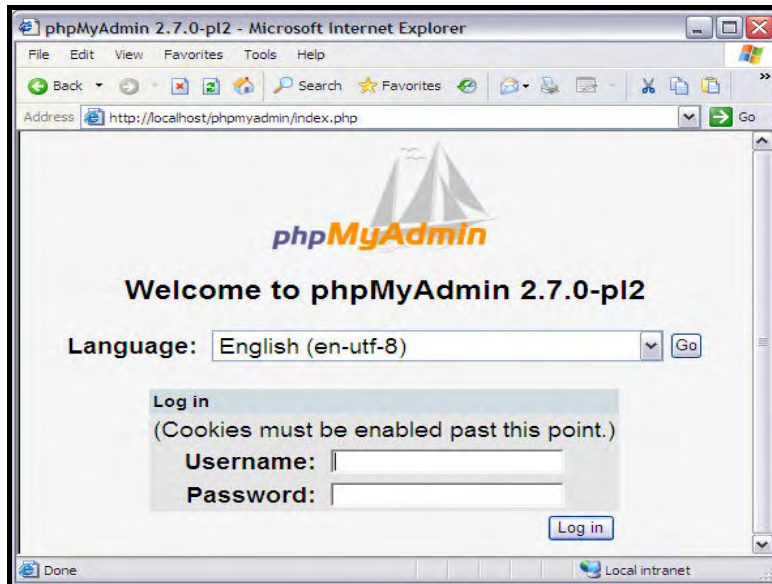 phpMyAdmin 2.7.0-pl2 - Microsoft Internet Explorer
File Edit View Favorites Tools Help
Back Search Favorites »
Address http://localhost/phpmyadmin/index.php Go
phpMyAdmin
Welcome to phpMyAdmin 2.7.0-pl2
Language: English (en-utf-8) Go
Log in
(Cookies must be enabled past this point.)
Username:
Password:
Log in
Done Local intranet